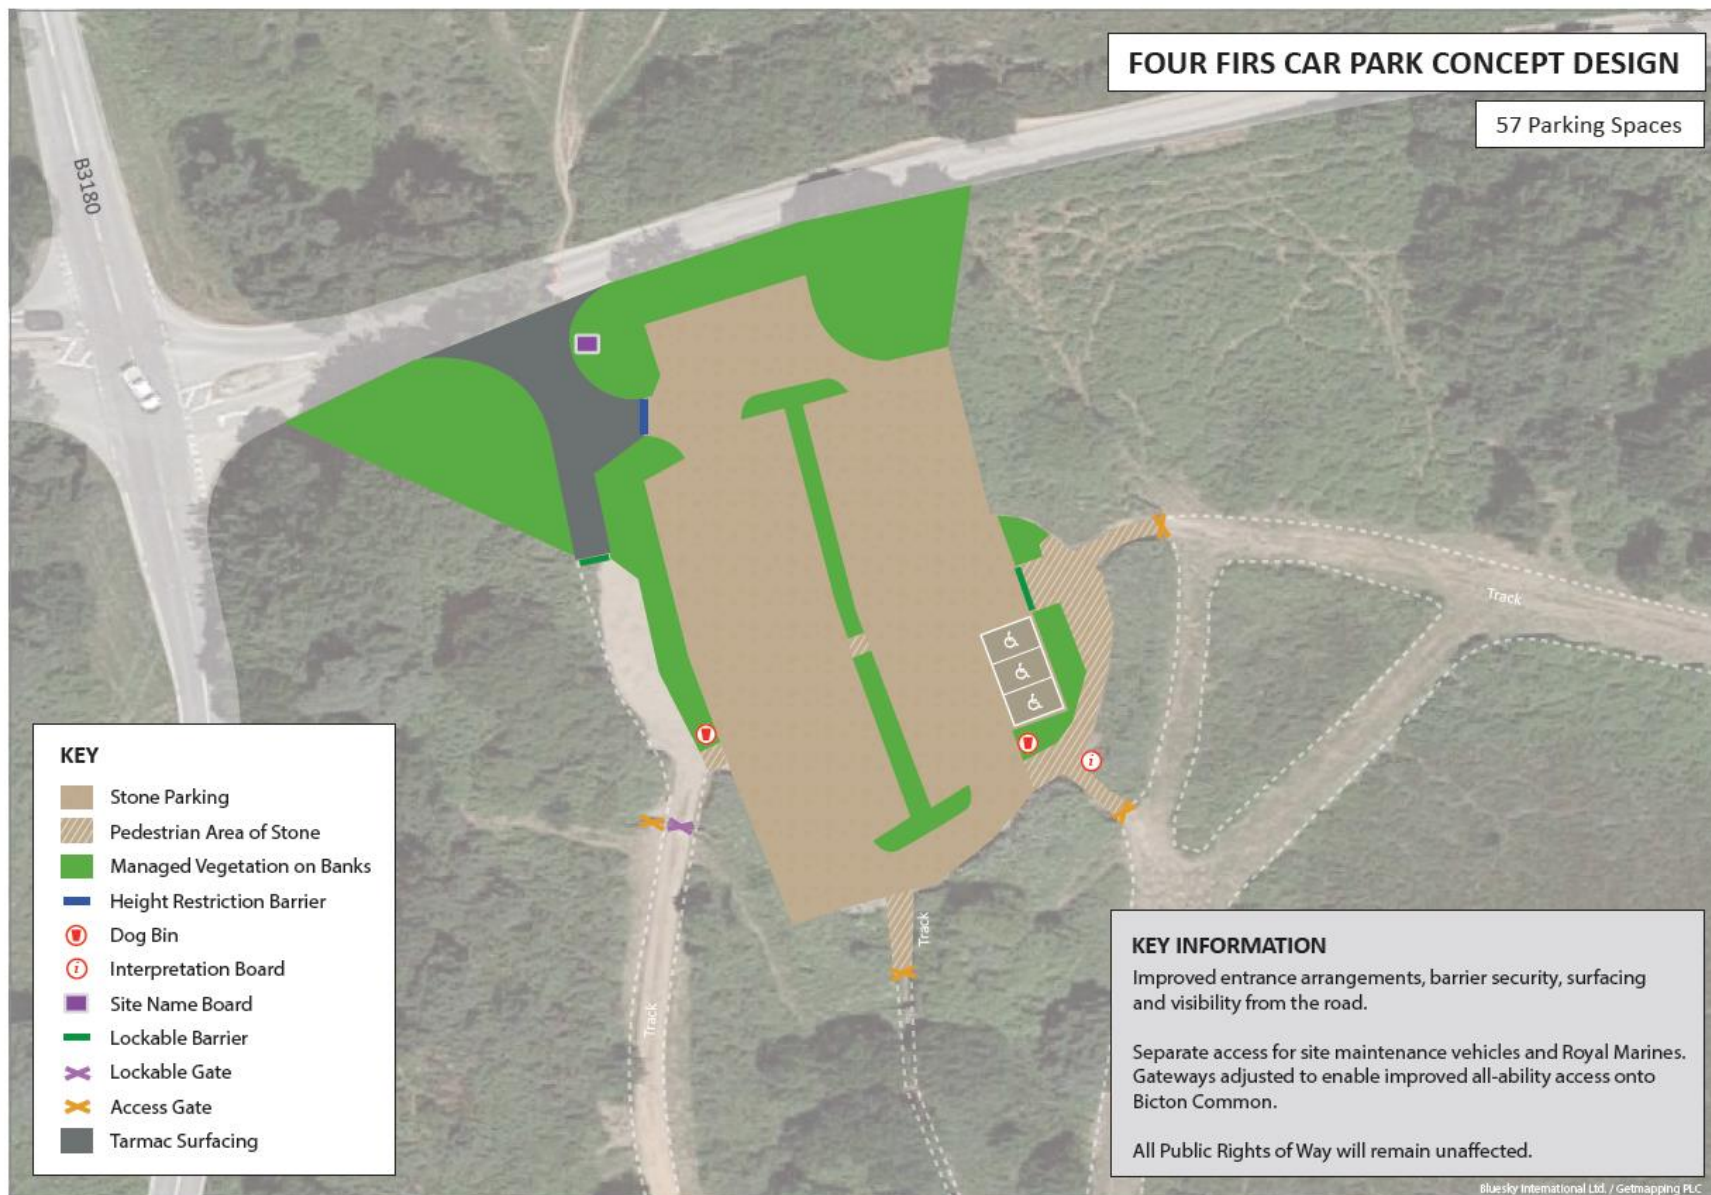 FOUR FIRS CAR PARK CONCEPT DESIGN
57 Parking Spaces
B3180
Track
Track
Track
KEY
Stone Parking
Pedestrian Area of Stone
Managed Vegetation on Banks
Height Restriction Barrier
Dog Bin
i Interpretation Board
Site Name Board
Lockable Barrier
Lockable Gate
Access Gate
Tarmac Surfacing
i
KEY INFORMATION
Improved entrance arrangements, barrier security, surfacing
and visibility from the road.
Separate access for site maintenance vehicles and Royal Marines.
Gateways adjusted to enable improved all-ability access onto
Bicton Common.
All Public Rights of Way will remain unaffected.
Bluesky International Ltd. / Getmapping PLC